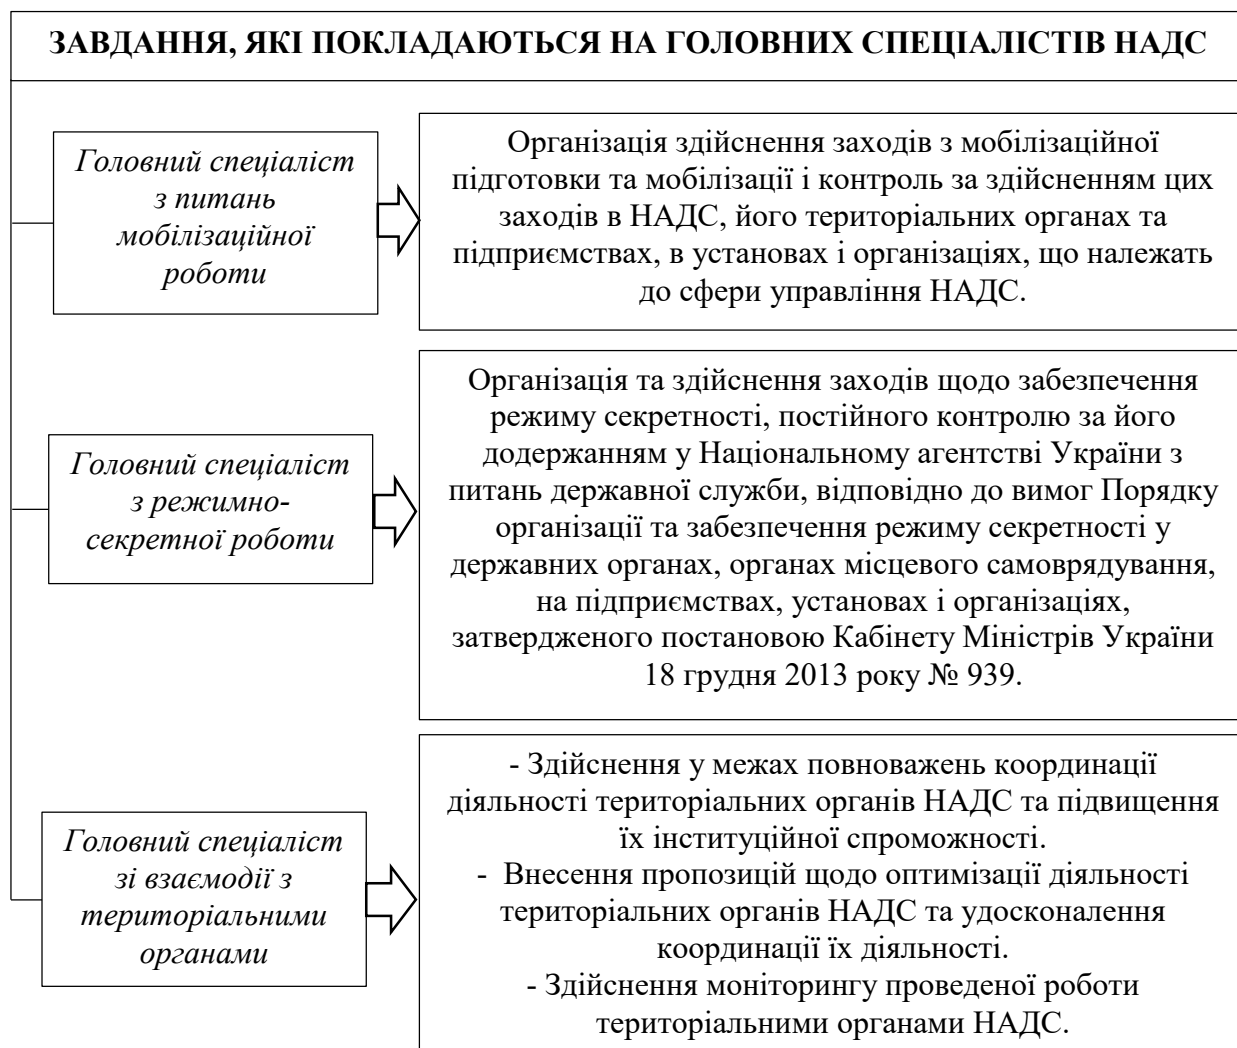 ЗАВДАННЯ, ЯКІ ПОКЛАДАЮТЬСЯ НА ГОЛОВНИХ СПЕЦІАЛІСТІВ НАДС
Головний спеціаліст
з питань
мобілізаційної
роботи
Організація здійснення заходів з мобілізаційної
підготовки та мобілізації і контроль за здійсненням цих
заходів в НАДС, його територіальних органах та
підприємствах, в установах і організаціях, що належать
до сфери управління НАДС.
Головний спеціаліст
з режимно-
секретної роботи
Організація та здійснення заходів щодо забезпечення
режиму секретності, постійного контролю за його
додержанням у Національному агентстві України з
питань державної служби, відповідно до вимог Порядку
організації та забезпечення режиму секретності у
державних органах, органах місцевого самоврядування,
на підприємствах, установах і організаціях,
затвердженого постановою Кабінету Міністрів України
18 грудня 2013 року № 939.
Головний спеціаліст
зі взаємодії з
територіальними
органами
- Здійснення у межах повноважень координації
діяльності територіальних органів НАДС та підвищення
їх інституційної спроможності.
- Внесення пропозицій щодо оптимізації діяльності
територіальних органів НАДС та удосконалення
координації їх діяльності.
- Здійснення моніторингу проведеної роботи
територіальними органами НАДС.